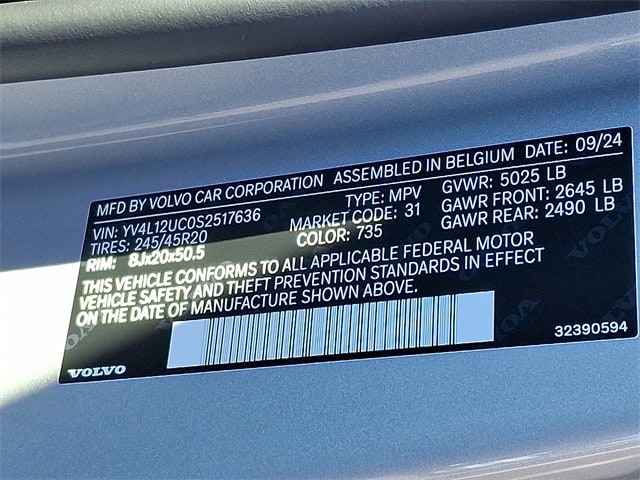 MFD BY VOLVO CAR CORPORATION ASSEMBLED IN BELGIUM DATE: 09/24
VIN: YV4L12UC0S2517636 TYPE: MPV GVWR: 5025 LB
TIRES: 245/45R20 MARKET CODE: 31 GAWR FRONT: 2645 LB
RIM: 8Jx20x50.5 COLOR: 735 GAWR REAR: 2490 LB
THIS VEHICLE CONFORMS TO ALL APPLICABLE FEDERAL MOTOR
VEHICLE SAFETY AND THEFT PREVENTION STANDARDS IN EFFECT
ON THE DATE OF MANUFACTURE SHOWN ABOVE.
32390594
VOLVO